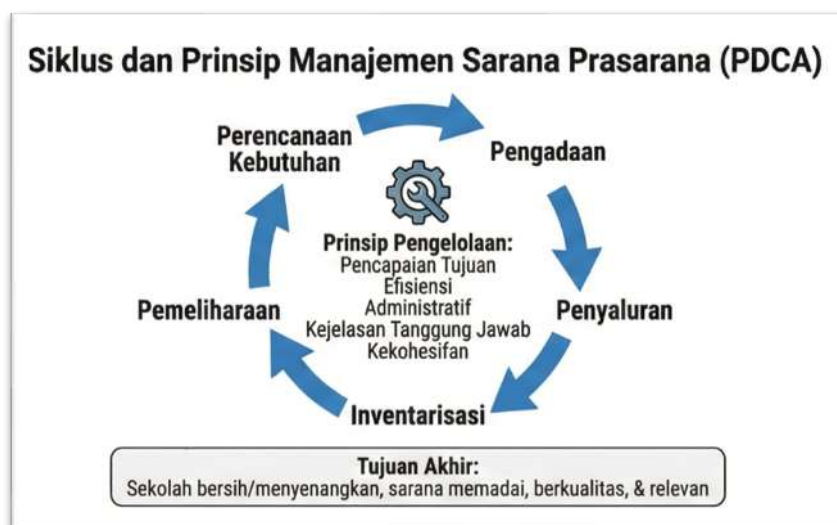 Siklus dan Prinsip Manajemen Sarana Prasarana (PDCA)
Perencanaan
Kebutuhan
Pengadaan
Prinsip Pengelolaan:
Pencapaian Tujuan
Efisiensi
Administratif
Kejelasan Tanggung Jawab
Kekohesifan
Pemeliharaan
Penyaluran
Inventarisasi
Tujuan Akhir:
Sekolah bersih/menyenangkan, sarana memadai, berkualitas, & relevan